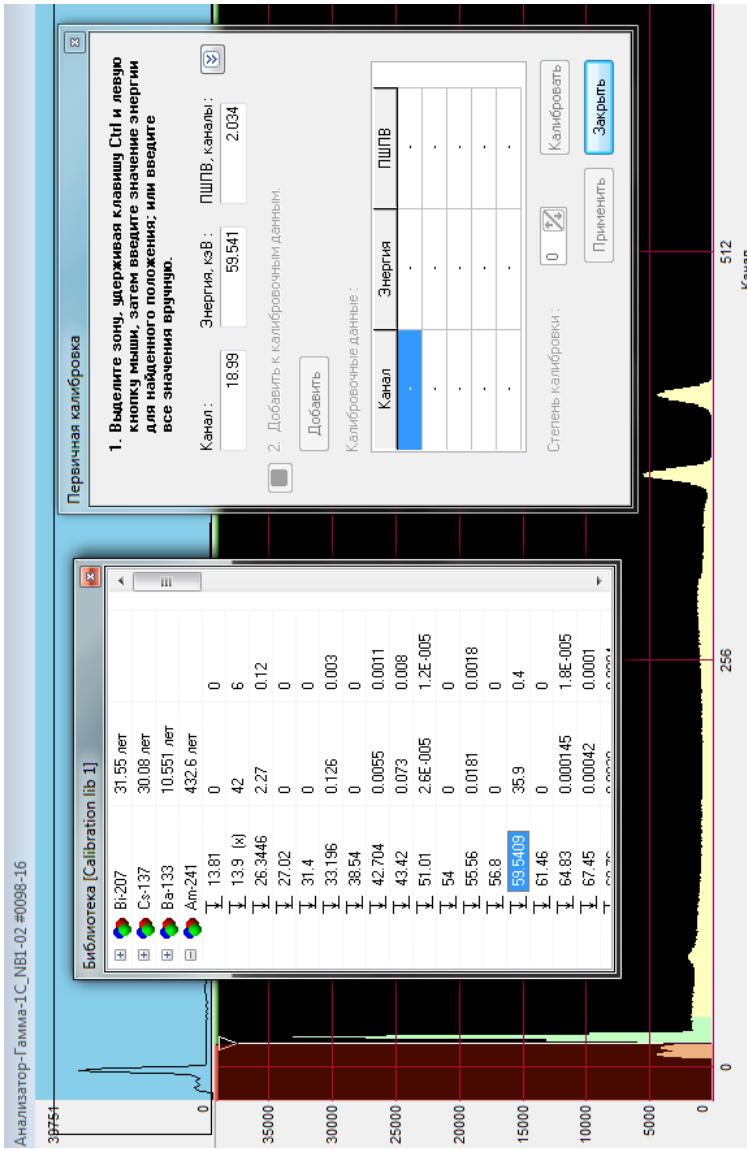 Анализатор-Гамма-1С_NB1-02 #0098-16
39751
0
35000
30000
25000
20000
15000
10000
5000
0
0
256
512
Канал
Библиотека [Calibration lib 1]
Bi-207 31.55 лет
Cs-137 30.08 лет
Ba-133 10.551 лет
Am-241 432.6 лет
13.81 0 0
13.9 (x) 42 6
26.3446 2.27 0.12
27.02 0 0
31.4 0 0
33.196 0.126 0.003
38.54 0 0
42.704 0.0055 0.0011
43.42 0.073 0.008
51.01 2.6E-005 1.2E-005
54 0 0
55.56 0.0181 0.0018
56.8 0 0
59.5409 35.9 0.4
61.46 0 0
64.83 0.000145 1.8E-005
67.45 0.00042 0.0001
Первичная калибровка
1. Выделите зону, удерживая клавишу Ctrl и левую
кнопку мыши, затем введите значение энергии
для найденного положения; или введите
все значения вручную.
Канал: Энергия, кэВ: ПШПВ, каналы:
18.99 59.541 2.034
2. Добавить к калибровочным данным.
Добавить
Калибровочные данные:
Канал Энергия ПШПВ
- - -
- - -
- - -
- - -
- - -
Степень калибровки: 0 Калибровать
Применить Закрыть